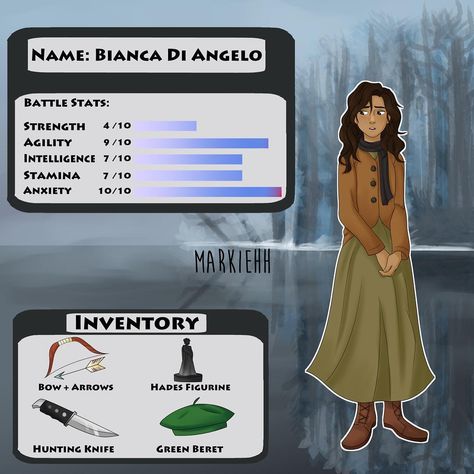 Name: Bianca Di Angelo
Battle Stats:
Strength 4/10
Agility 9/10
Intelligence 7/10
Stamina 7/10
Anxiety 10/10
MARKIEHH
Inventory
Bow + Arrows
Hades Figurine
Hunting Knife
Green Beret